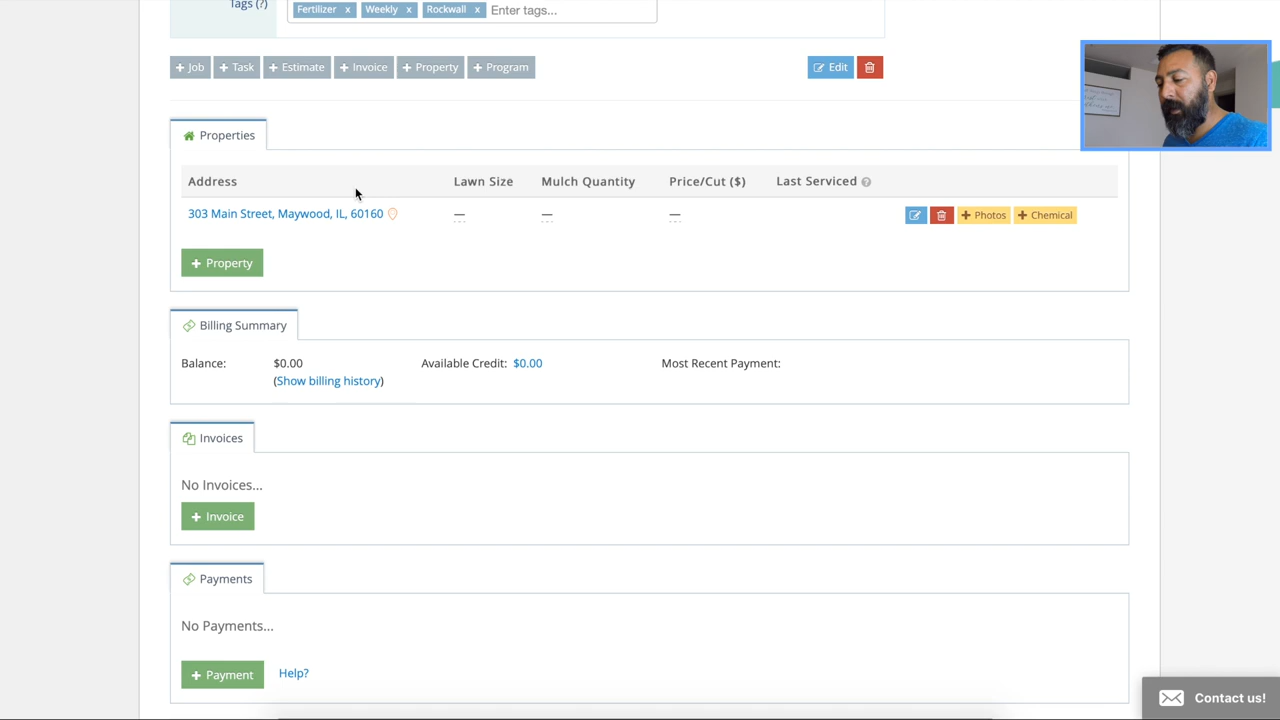 Tags (?) Fertilizer x Weekly x Rockwall x Enter tags...
+ Job + Task + Estimate + Invoice + Property + Program Edit
Properties
Address Lawn Size Mulch Quantity Price/Cut ($) Last Serviced ?
303 Main Street, Maywood, IL, 60160 — — — + Photos + Chemical
+ Property
Billing Summary
Balance: $0.00 Available Credit: $0.00 Most Recent Payment:
(Show billing history)
Invoices
No Invoices...
+ Invoice
Payments
No Payments...
+ Payment Help?
Contact us!